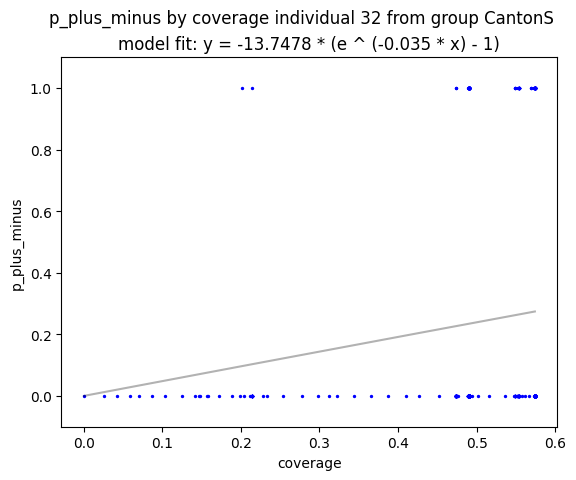 p_plus_minus by coverage individual 32 from group CantonS
model fit: y = -13.7478 * (e ^ (-0.035 * x) - 1)
1.0
0.8
0.6
0.4
0.2
0.0
p_plus_minus
0.0 0.1 0.2 0.3 0.4 0.5 0.6
coverage